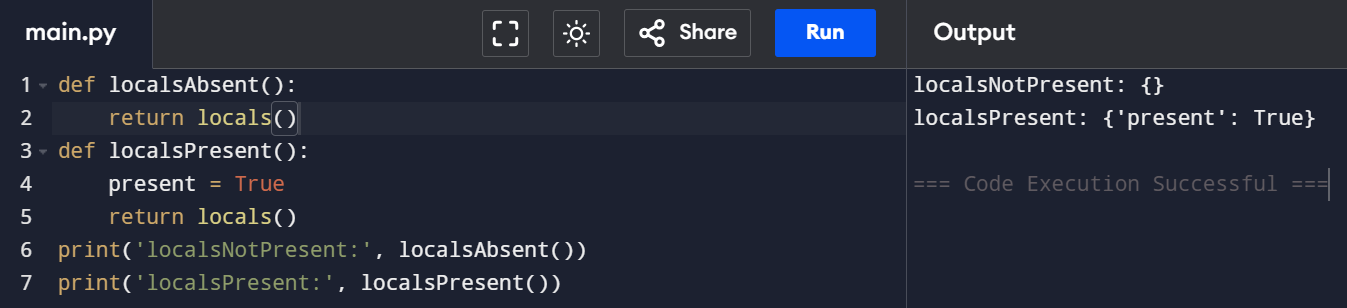 main.py
Share
Run
Output
1 def localsAbsent():
2     return locals()
3 def localsPresent():
4     present = True
5     return locals()
6 print('localsNotPresent:', localsAbsent())
7 print('localsPresent:', localsPresent())
localsNotPresent: {}
localsPresent: {'present': True}
=== Code Execution Successful ===